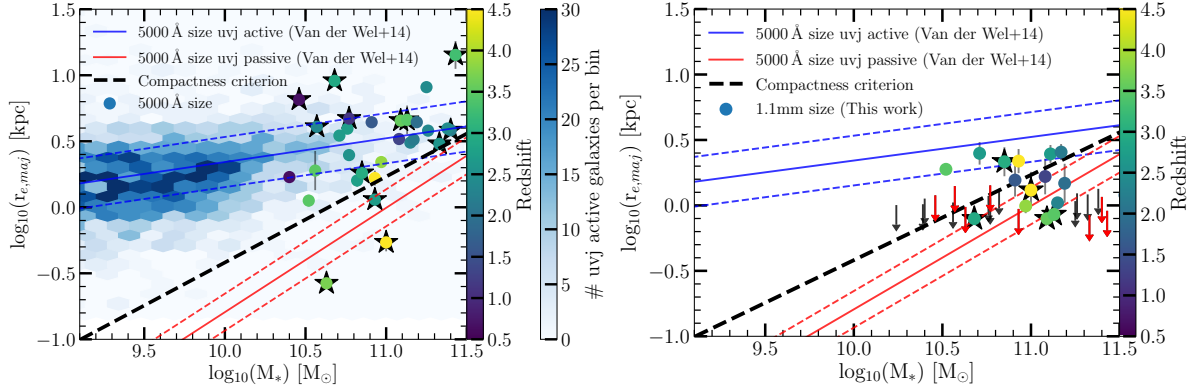 5000 Å size uvj active (Van der Wel+14)
5000 Å size uvj passive (Van der Wel+14)
Compactness criterion
5000 Å size
1.5
1.0
0.5
0.0
−0.5
−1.0
log₁₀(r_{e,maj}) [kpc]
9.5 10.0 10.5 11.0 11.5
log₁₀(M_*) [M_⊙]
4.5
4.0
3.5
3.0
2.5
2.0
1.5
1.0
0.5
Redshift
30
25
20
15
10
5
0
# uvj active galaxies per bin
5000 Å size uvj active (Van der Wel+14)
5000 Å size uvj passive (Van der Wel+14)
Compactness criterion
1.1mm size (This work)
1.5
1.0
0.5
0.0
−0.5
−1.0
log₁₀(r_{e,maj}) [kpc]
9.5 10.0 10.5 11.0 11.5
log₁₀(M_*) [M_⊙]
4.5
4.0
3.5
3.0
2.5
2.0
1.5
1.0
0.5
Redshift